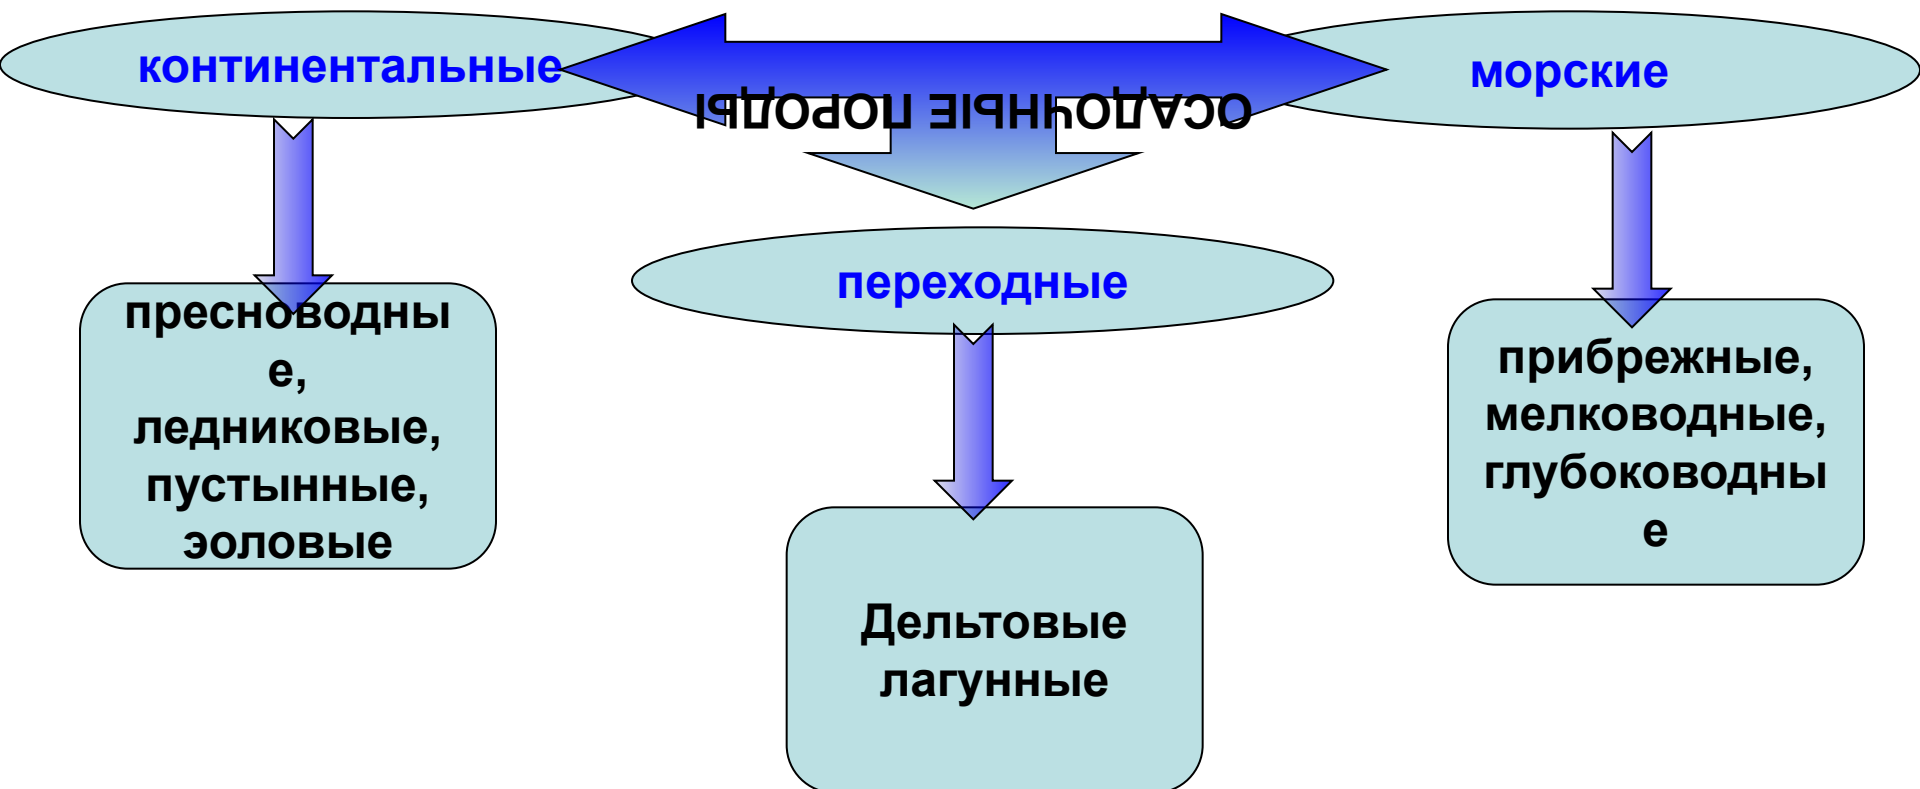 континентальные
морские
ОСАДОЧНЫЕ ПОРОДЫ
переходные
пресноводны
е,
ледниковые,
пустынные,
эоловые
прибрежные,
мелководные,
глубоководны
е
Дельтовые
лагунные